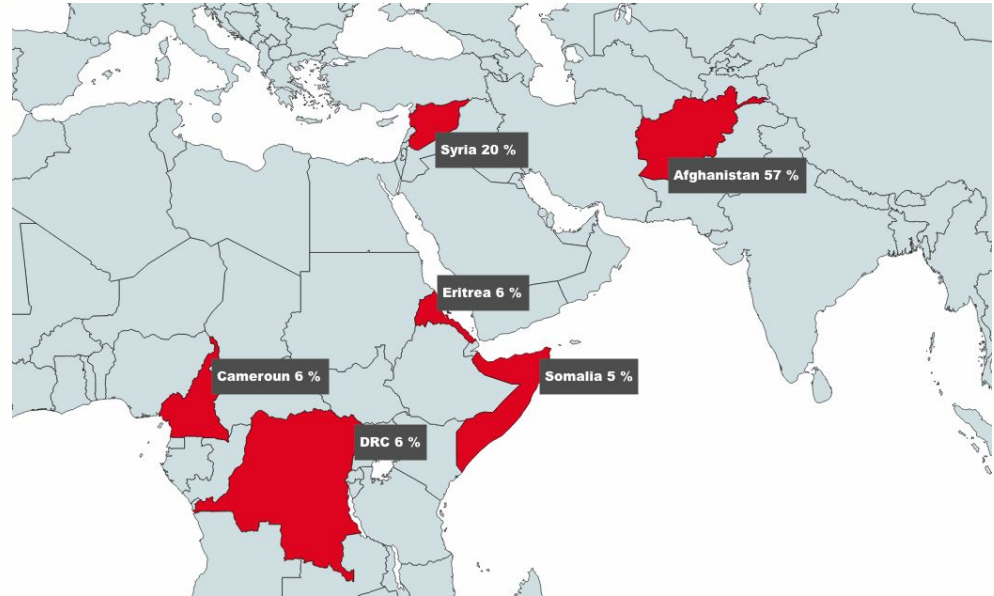 Syria 20 %
Afghanistan 57 %
Eritrea 6 %
Cameroun 6 %
Somalia 5 %
DRC 6 %